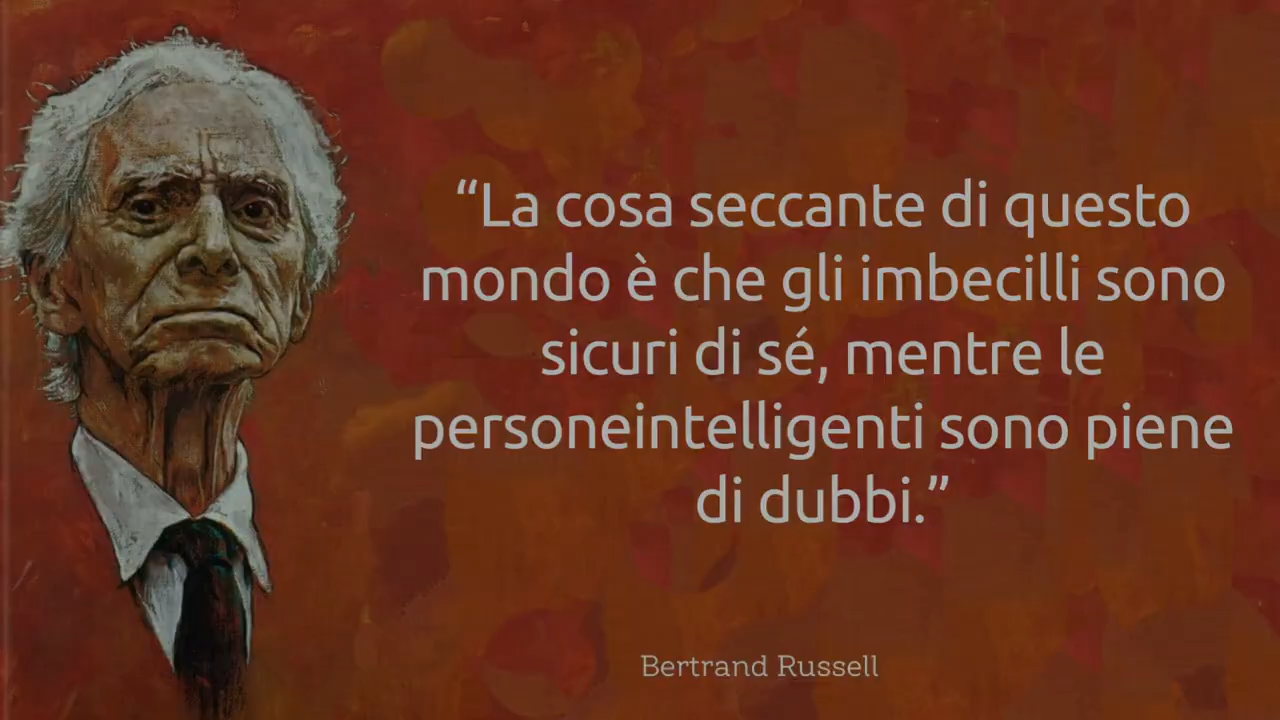 “La cosa seccante di questo
mondo è che gli imbecilli sono
sicuri di sé, mentre le
personeintelligenti sono piene
di dubbi.”
Bertrand Russell